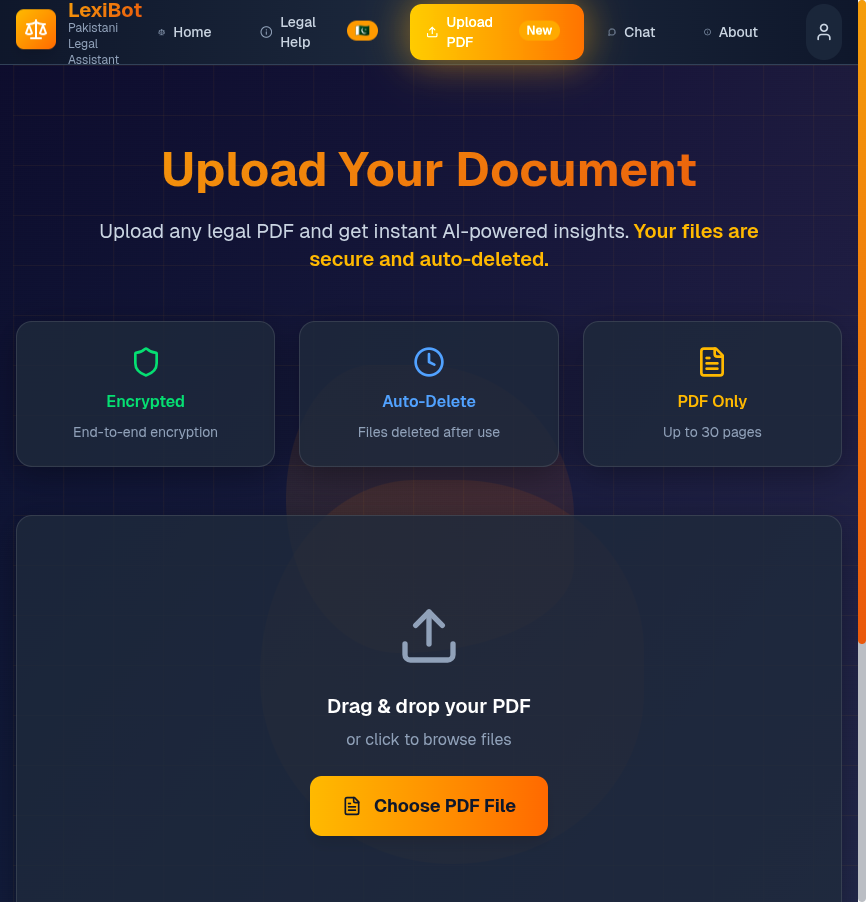 LexiBot
Pakistani
Legal
Assistant
Home
Legal
Help
🇵🇰
Upload
PDF
New
Chat
About
Upload Your Document
Upload any legal PDF and get instant AI-powered insights. Your files are
secure and auto-deleted.
Encrypted
End-to-end encryption
Auto-Delete
Files deleted after use
PDF Only
Up to 30 pages
Drag & drop your PDF
or click to browse files
Choose PDF File